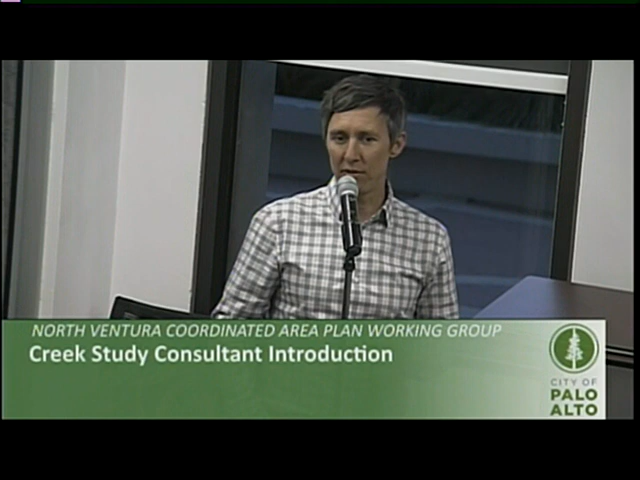 NORTH VENTURA COORDINATED AREA PLAN WORKING GROUP
Creek Study Consultant Introduction
CITY OF
PALO
ALTO